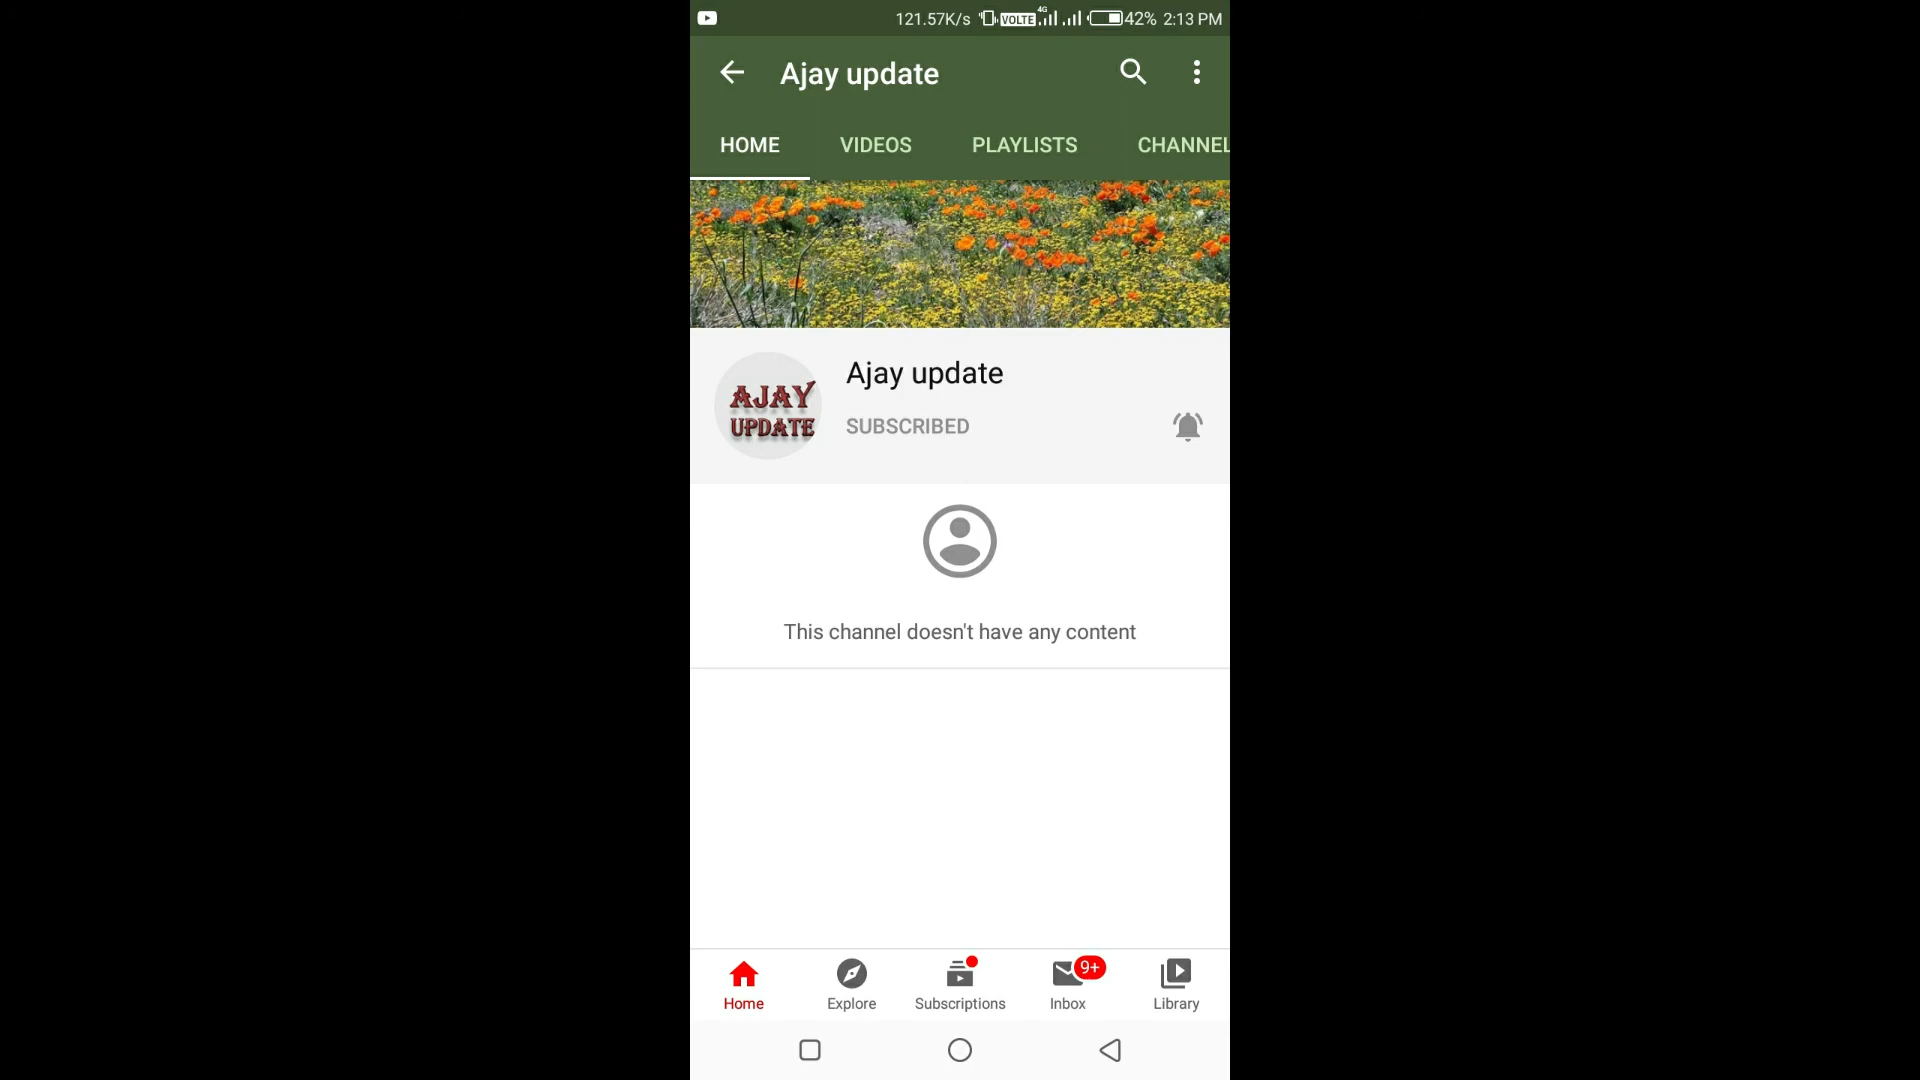 121.57K/s VOLTE 4G 42% 2:13 PM
Ajay update
HOME VIDEOS PLAYLISTS CHANNEL
AJAY
UPDATE
Ajay update
SUBSCRIBED
This channel doesn't have any content
9+
Home Explore Subscriptions Inbox Library